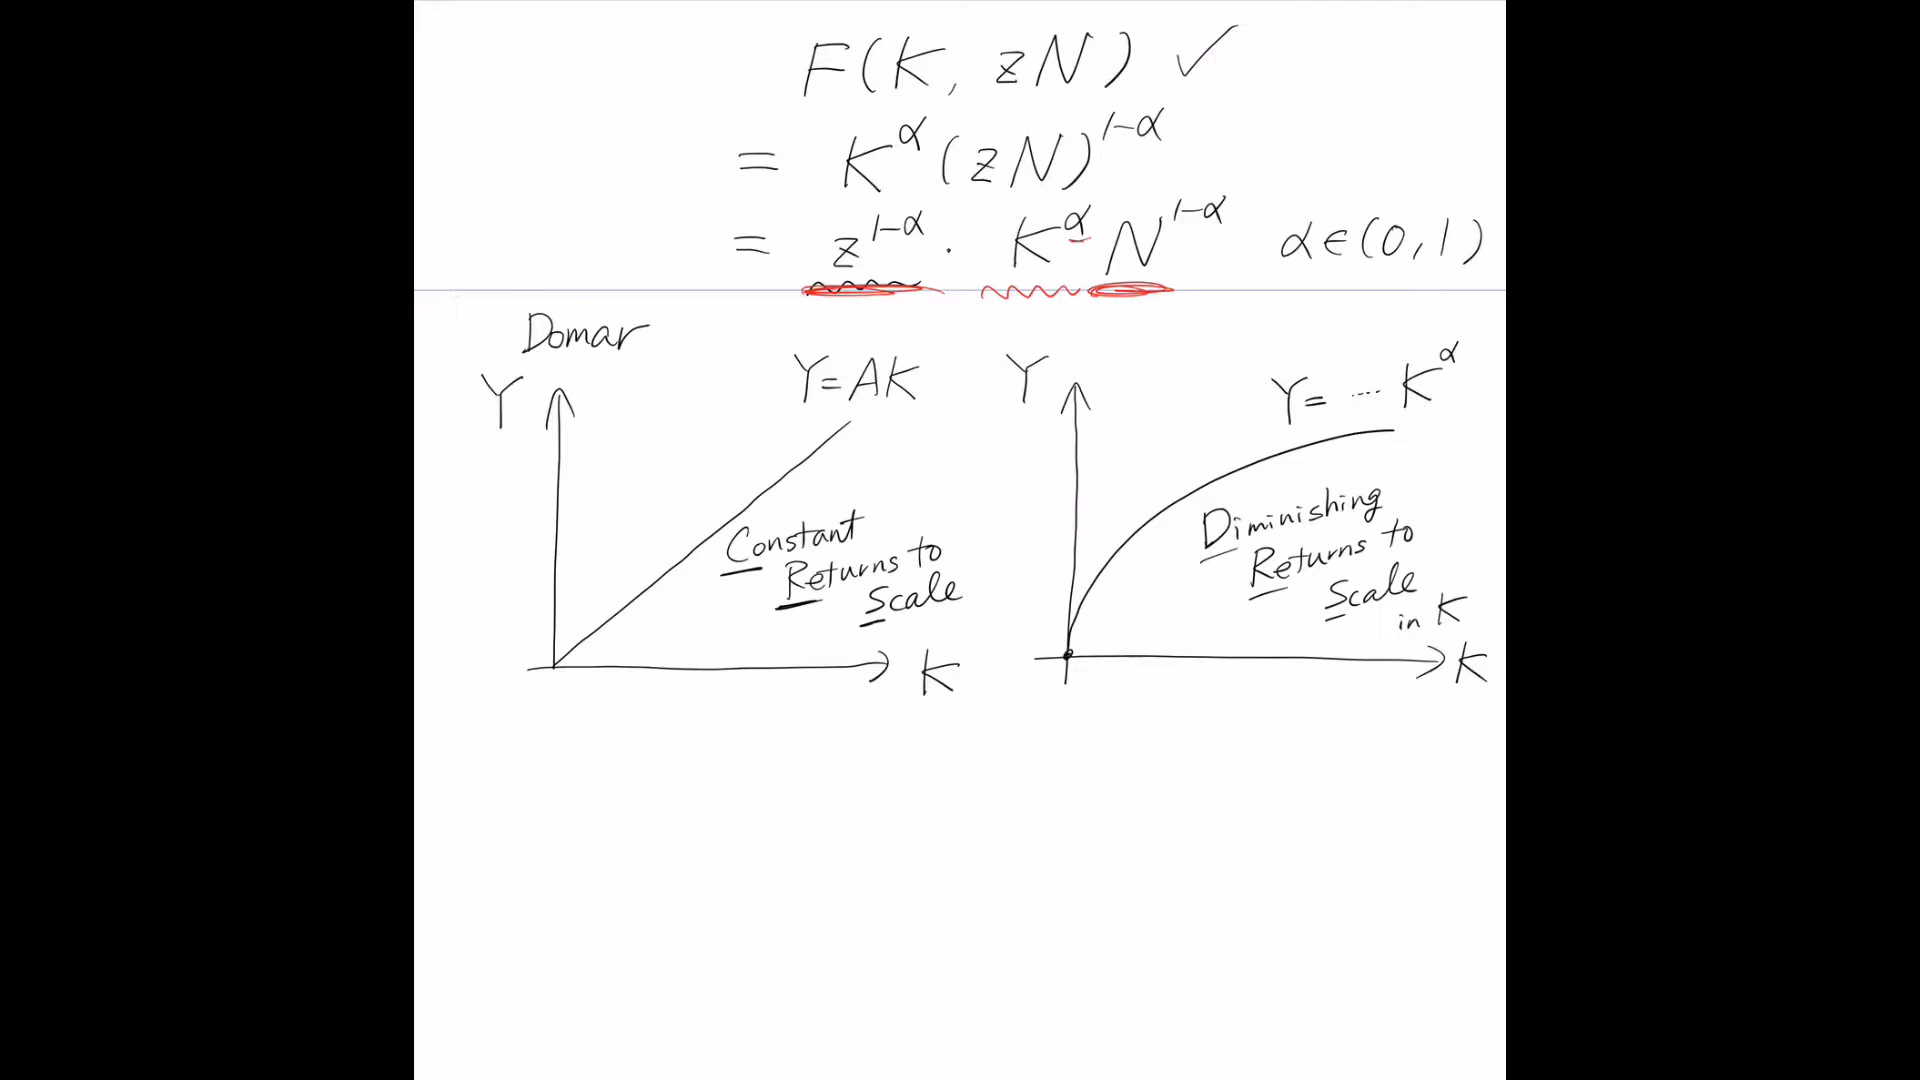 F(K, zN) ✓
= K^α (zN)^{1-α}
= z^{1-α} · K^α N^{1-α} α∈(0,1)
Domar
Y
Y=AK
Constant
Returns to
Scale
K
Y
Y= ···· K^α
Diminishing
Returns to
Scale
in K
K